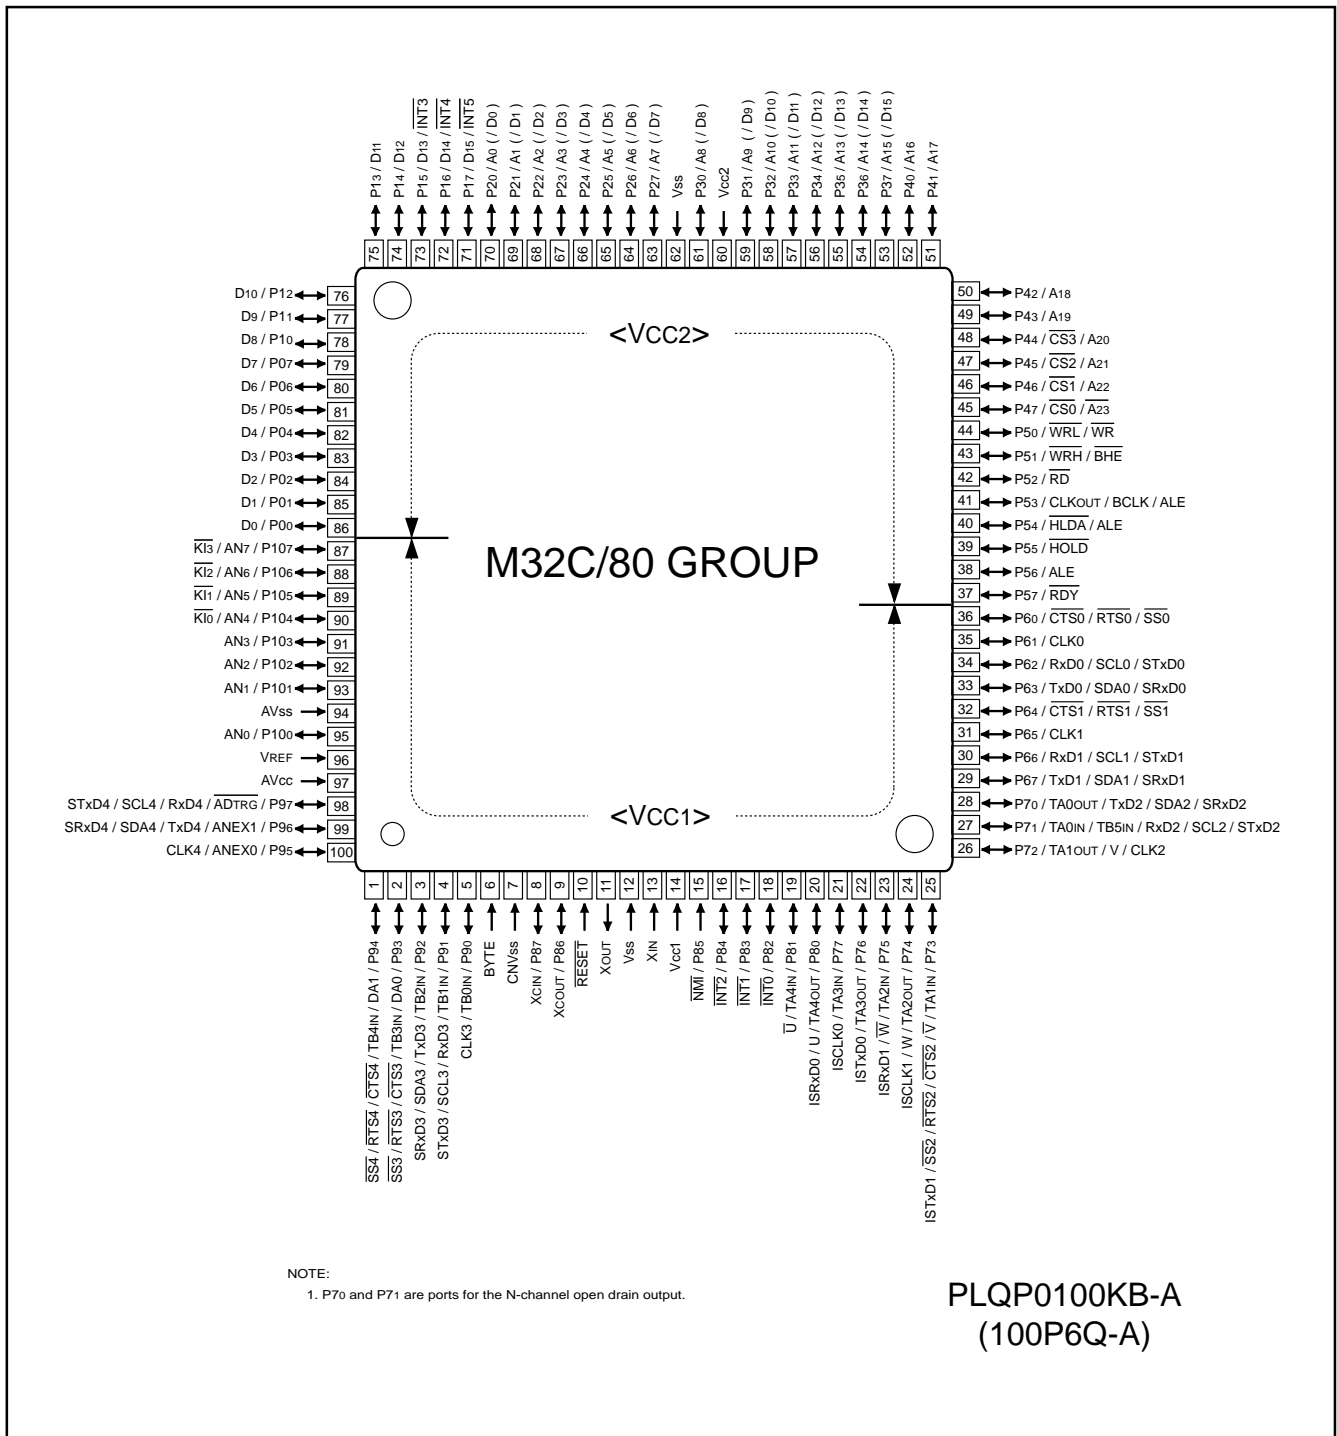 P13 / D11
P14 / D12
P15 / D13 / INT3
P16 / D14 / INT4
P17 / D15 / INT5
P20 / A0 ( / D0 )
P21 / A1 ( / D1 )
P22 / A2 ( / D2 )
P23 / A3 ( / D3 )
P24 / A4 ( / D4 )
P25 / A5 ( / D5 )
P26 / A6 ( / D6 )
P27 / A7 ( / D7 )
Vss
P30 / A8 ( / D8 )
Vcc2
P31 / A9 ( / D9 )
P32 / A10 ( / D10 )
P33 / A11 ( / D11 )
P34 / A12 ( / D12 )
P35 / A13 ( / D13 )
P36 / A14 ( / D14 )
P37 / A15 ( / D15 )
P40 / A16
P41 / A17
75 74 73 72 71 70 69 68 67 66 65 64 63 62 61 60 59 58 57 56 55 54 53 52 51
D10 / P12 76
D9 / P11 77
D8 / P10 78
D7 / P07 79
D6 / P06 80
D5 / P05 81
D4 / P04 82
D3 / P03 83
D2 / P02 84
D1 / P01 85
D0 / P00 86
KI3 / AN7 / P107 87
KI2 / AN6 / P106 88
KI1 / AN5 / P105 89
KI0 / AN4 / P104 90
AN3 / P103 91
AN2 / P102 92
AN1 / P101 93
AVss 94
AN0 / P100 95
VREF 96
AVcc 97
STxD4 / SCL4 / RxD4 / ADTRG / P97 98
SRxD4 / SDA4 / TxD4 / ANEX1 / P96 99
CLK4 / ANEX0 / P95 100
<VCC2>
M32C/80 GROUP
<VCC1>
50 P42 / A18
49 P43 / A19
48 P44 / CS3 / A20
47 P45 / CS2 / A21
46 P46 / CS1 / A22
45 P47 / CS0 / A23
44 P50 / WRL / WR
43 P51 / WRH / BHE
42 P52 / RD
41 P53 / CLKOUT / BCLK / ALE
40 P54 / HLDA / ALE
39 P55 / HOLD
38 P56 / ALE
37 P57 / RDY
36 P60 / CTS0 / RTS0 / SS0
35 P61 / CLK0
34 P62 / RxD0 / SCL0 / STxD0
33 P63 / TxD0 / SDA0 / SRxD0
32 P64 / CTS1 / RTS1 / SS1
31 P65 / CLK1
30 P66 / RxD1 / SCL1 / STxD1
29 P67 / TxD1 / SDA1 / SRxD1
28 P70 / TA0OUT / TxD2 / SDA2 / SRxD2
27 P71 / TA0IN / TB5IN / RxD2 / SCL2 / STxD2
26 P72 / TA1OUT / V / CLK2
1 2 3 4 5 6 7 8 9 10 11 12 13 14 15 16 17 18 19 20 21 22 23 24 25
SS4 / RTS4 / CTS4 / TB4IN / DA1 / P94
SS3 / RTS3 / CTS3 / TB3IN / DA0 / P93
SRxD3 / SDA3 / TxD3 / TB2IN / P92
STxD3 / SCL3 / RxD3 / TB1IN / P91
CLK3 / TB0IN / P90
BYTE
CNVss
XCIN / P87
XCOUT / P86
RESET
XOUT
Vss
XIN
Vcc1
NMI / P85
INT2 / P84
INT1 / P83
INT0 / P82
U / TA4IN / P81
ISRxD0 / U / TA4OUT / P80
ISCLK0 / TA3IN / P77
ISTxD0 / TA3OUT / P76
ISRxD1 / W / TA2IN / P75
ISCLK1 / W / TA2OUT / P74
ISTxD1 / SS2 / RTS2 / CTS2 / V / TA1IN / P73
NOTE:
1. P70 and P71 are ports for the N-channel open drain output.
PLQP0100KB-A
(100P6Q-A)